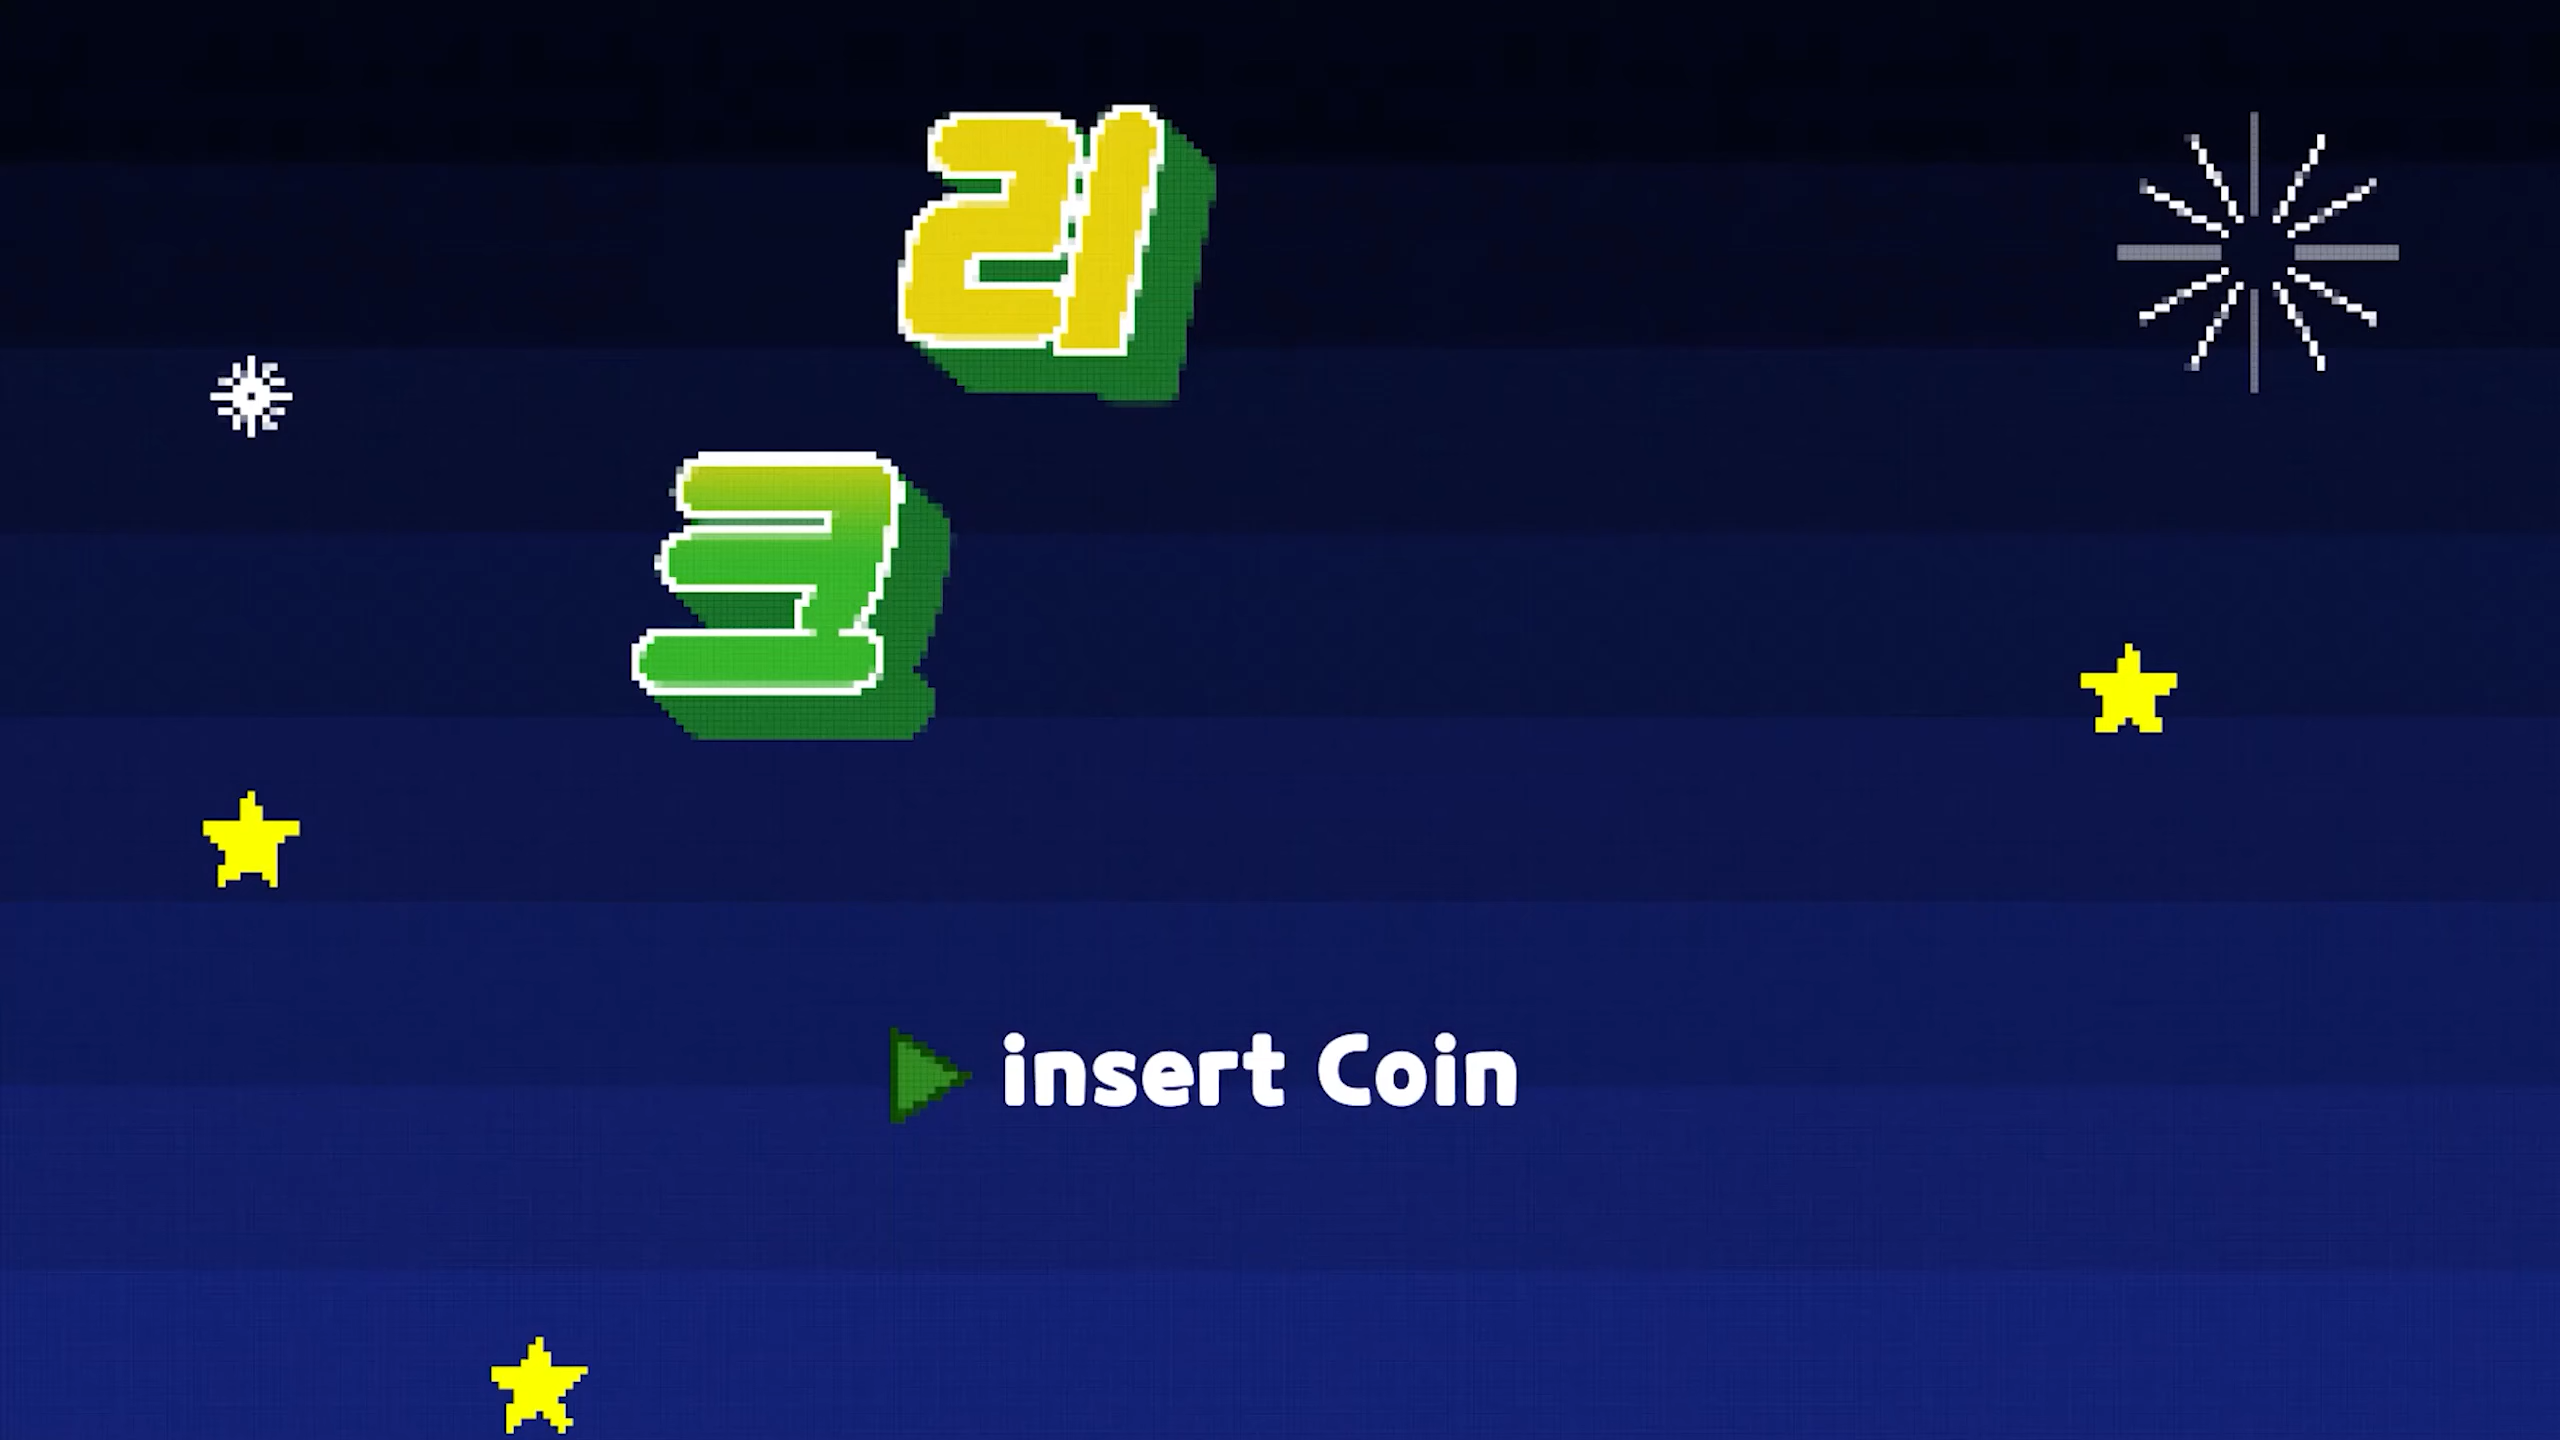 리
크
insert Coin